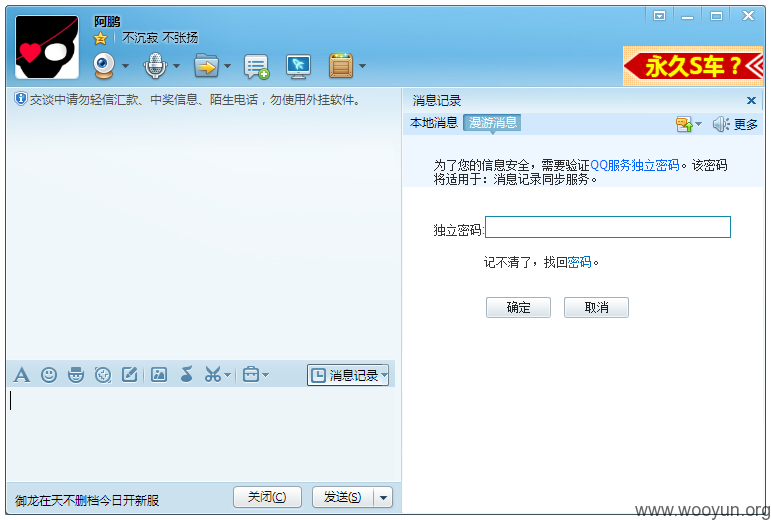 阿鹏
不沉寂 不张扬
永久S车？
交谈中请勿轻信汇款、中奖信息、陌生电话，勿使用外挂软件。
消息记录
本地消息 漫游消息 更多
为了您的信息安全，需要验证QQ服务独立密码。该密码
将适用于：消息记录同步服务。
独立密码:
记不清了，找回密码。
确定 取消
消息记录
御龙在天不删档今日开新服
关闭(C) 发送(S)
www.wooyun.org